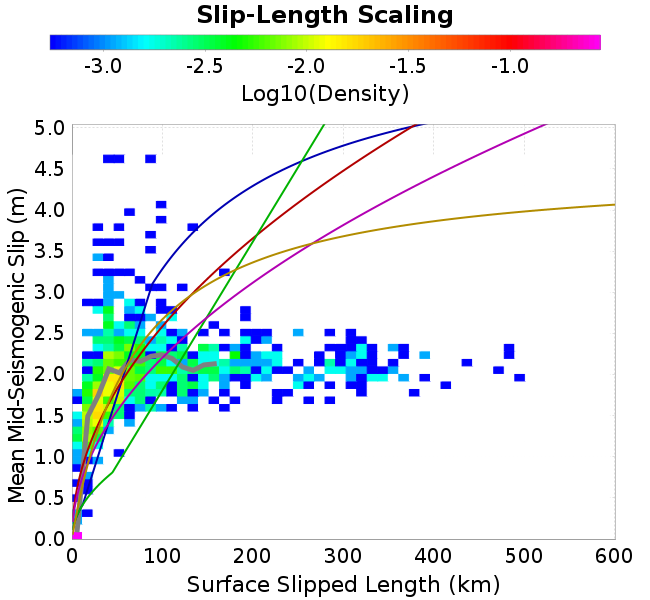 Slip-Length Scaling
-3.0 -2.5 -2.0 -1.5 -1.0
Log10(Density)
Mean Mid-Seismogenic Slip (m)
5.0
4.5
4.0
3.5
3.0
2.5
2.0
1.5
1.0
0.5
0.0
0 100 200 300 400 500 600
Surface Slipped Length (km)